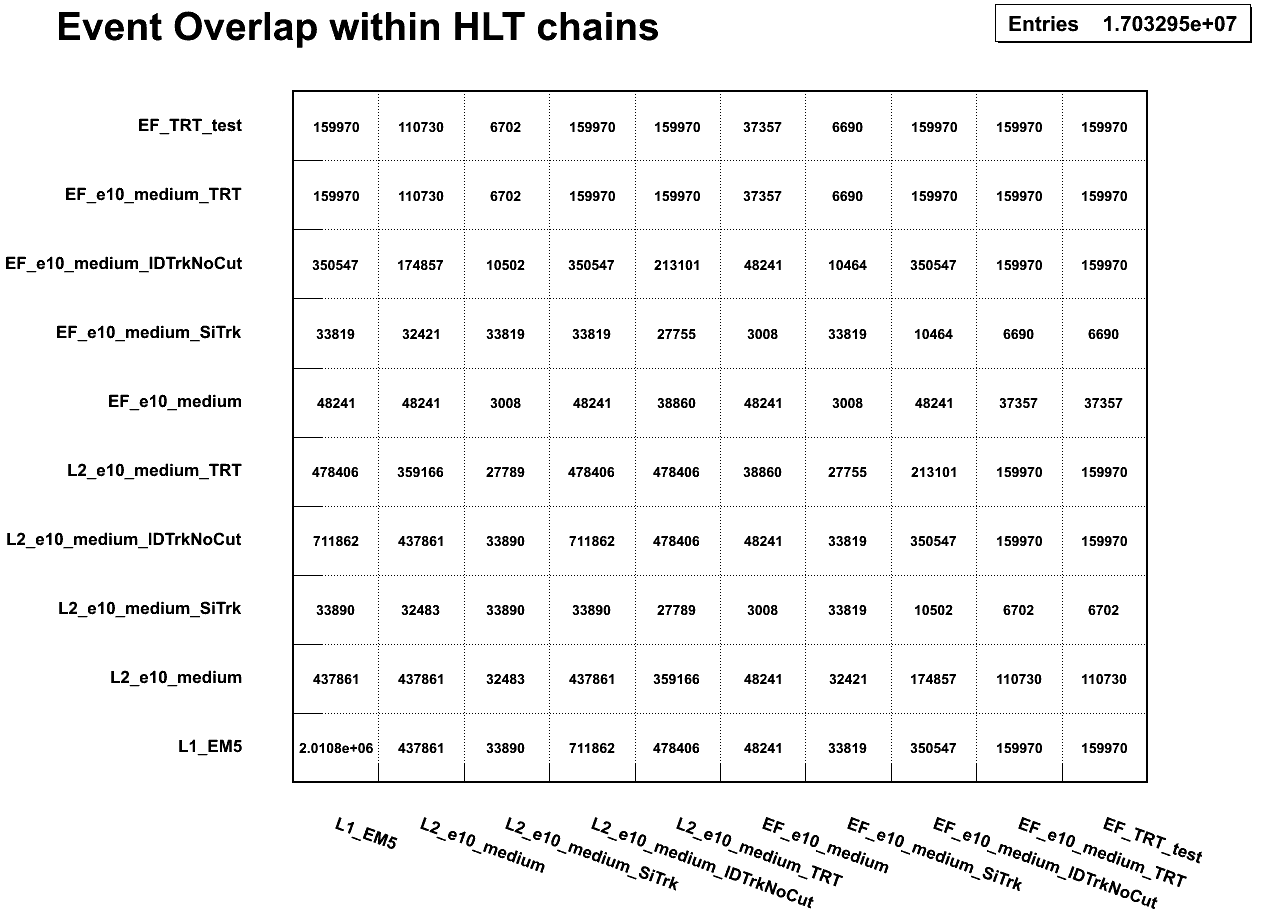 Event Overlap within HLT chains
Entries 1.703295e+07
EF_TRT_test 159970 110730 6702 159970 159970 37357 6690 159970 159970 159970
EF_e10_medium_TRT 159970 110730 6702 159970 159970 37357 6690 159970 159970 159970
EF_e10_medium_IDTrkNoCut 350547 174857 10502 350547 213101 48241 10464 350547 159970 159970
EF_e10_medium_SiTrk 33819 32421 33819 33819 27755 3008 33819 10464 6690 6690
EF_e10_medium 48241 48241 3008 48241 38860 48241 3008 48241 37357 37357
L2_e10_medium_TRT 478406 359166 27789 478406 478406 38860 27755 213101 159970 159970
L2_e10_medium_IDTrkNoCut 711862 437861 33890 711862 478406 48241 33819 350547 159970 159970
L2_e10_medium_SiTrk 33890 32483 33890 33890 27789 3008 33819 10502 6702 6702
L2_e10_medium 437861 437861 32483 437861 359166 48241 32421 174857 110730 110730
L1_EM5 2.0108e+06 437861 33890 711862 478406 48241 33819 350547 159970 159970
L1_EM5
L2_e10_medium
L2_e10_medium_SiTrk
L2_e10_medium_IDTrkNoCut
L2_e10_medium_TRT
EF_e10_medium
EF_e10_medium_SiTrk
EF_e10_medium_IDTrkNoCut
EF_e10_medium_TRT
EF_TRT_test